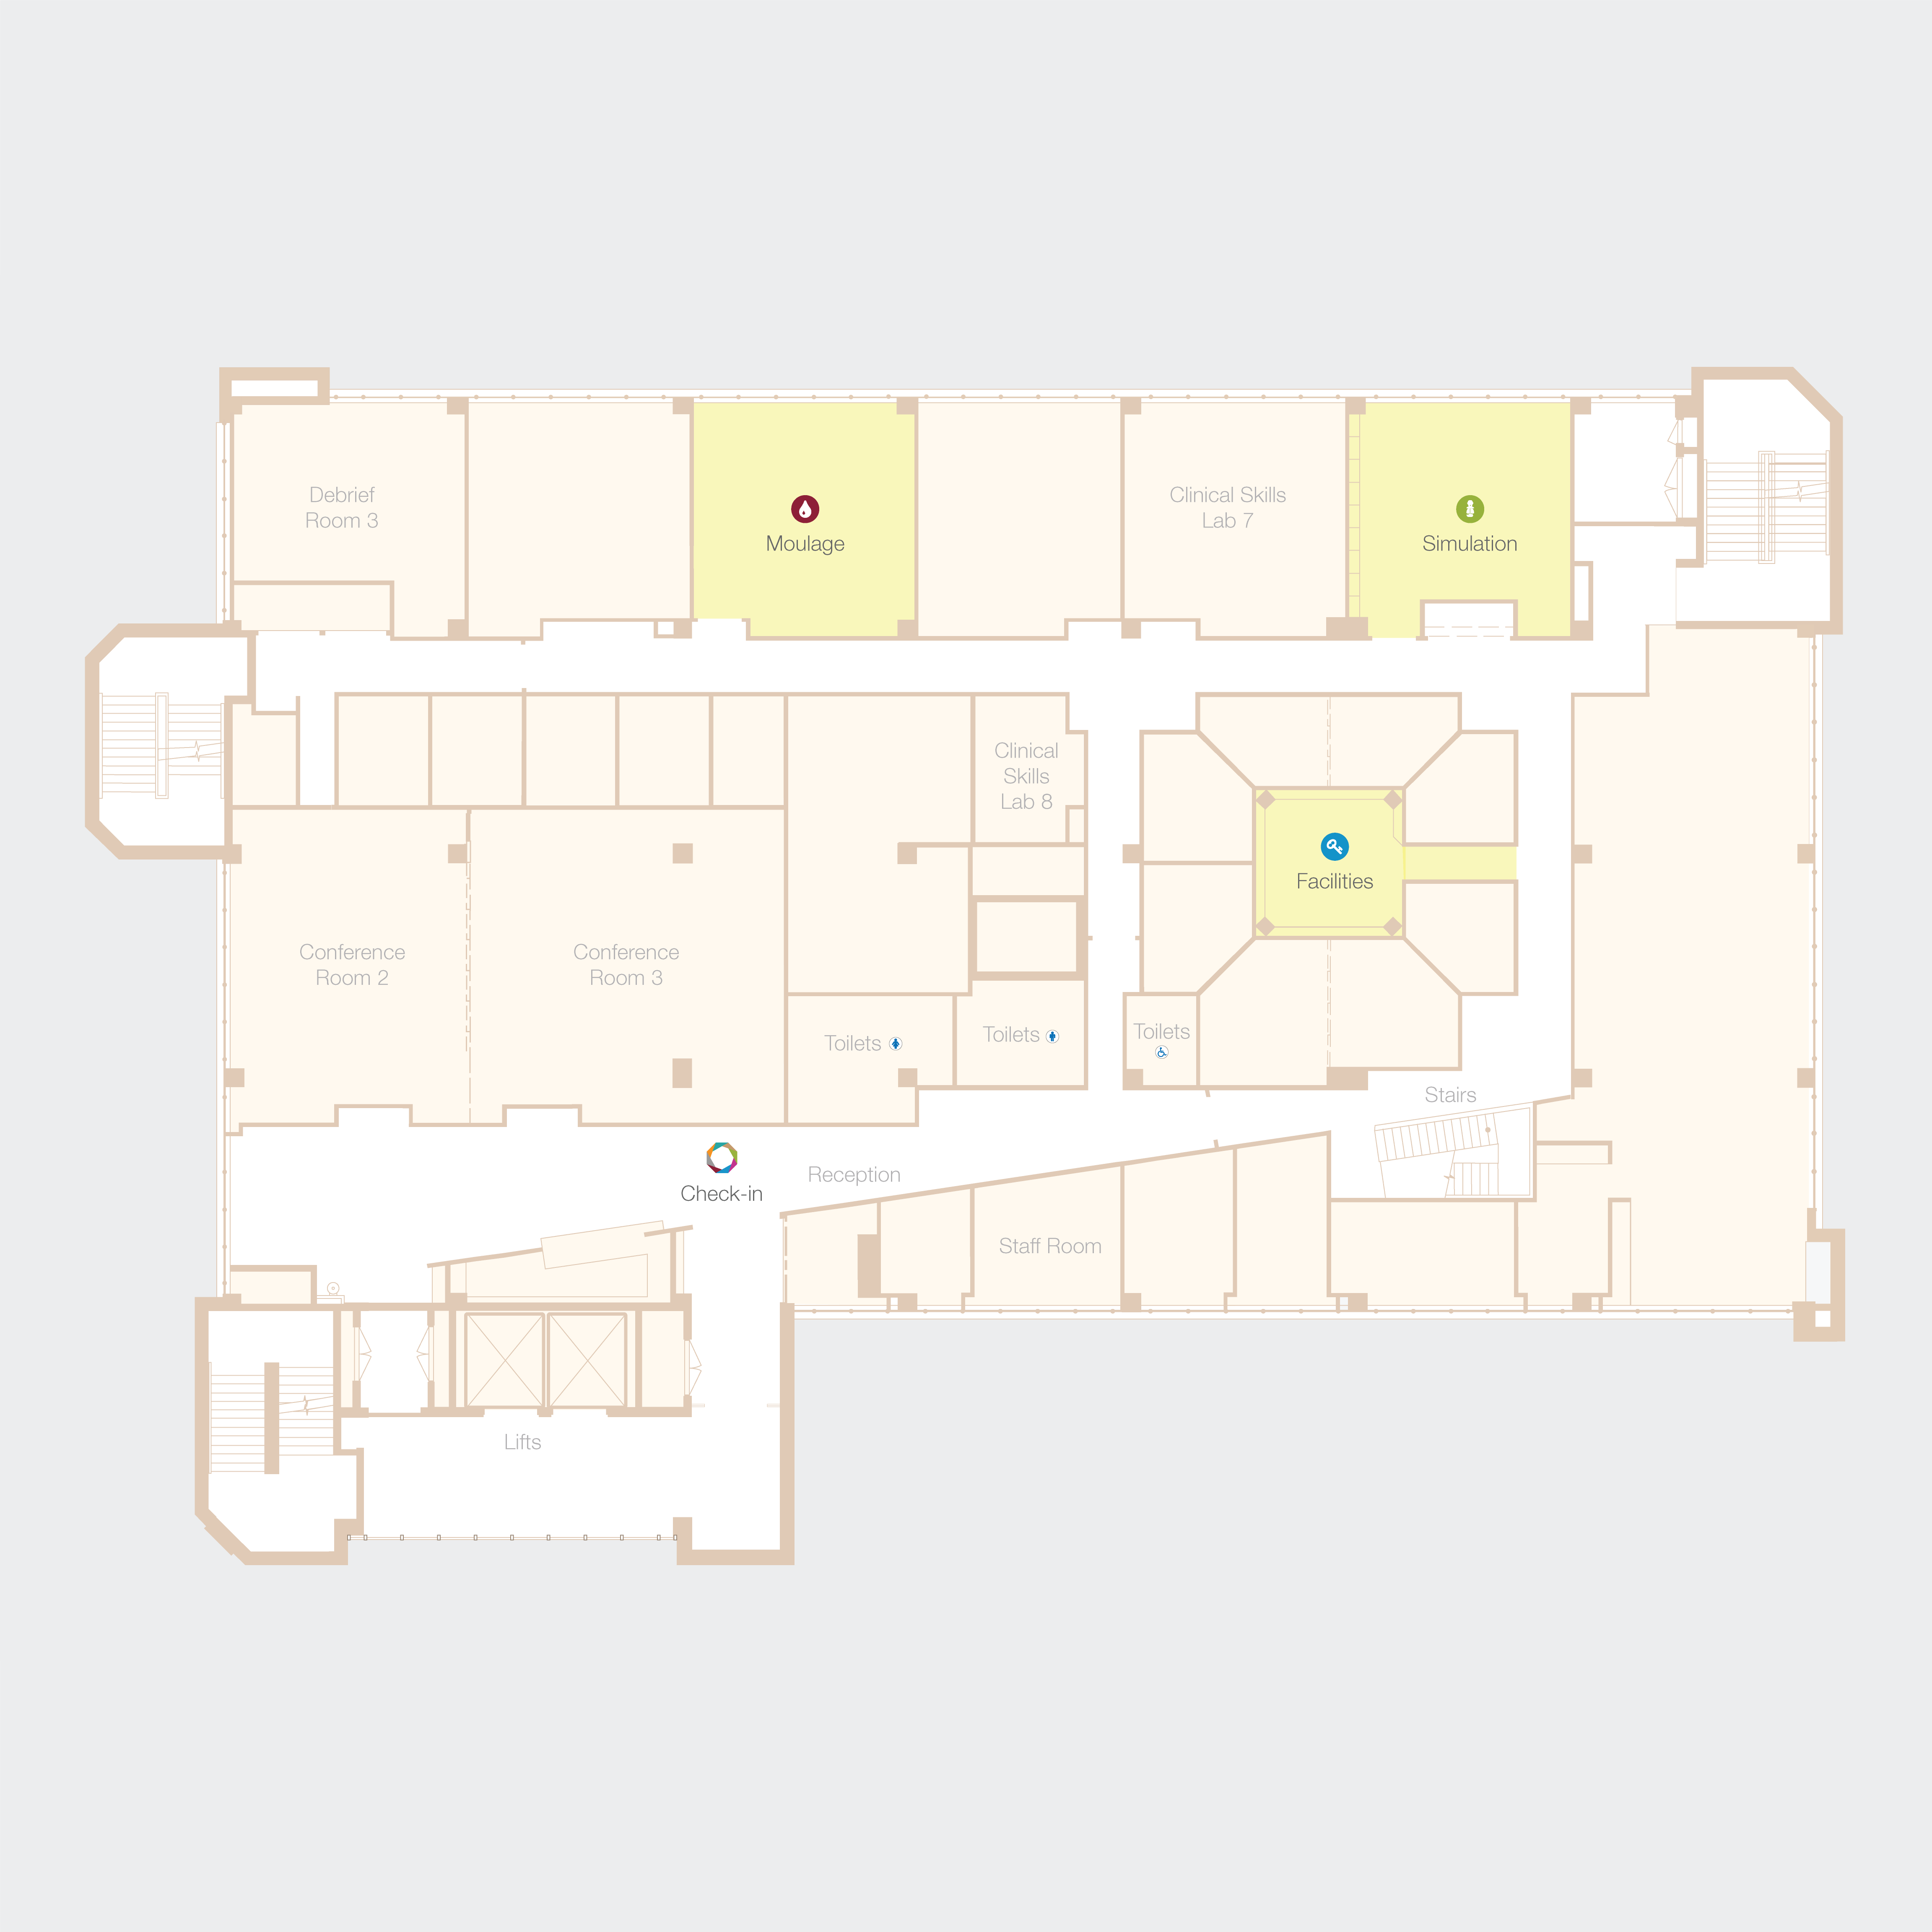 Debrief
Room 3
Moulage
Clinical Skills
Lab 7
Simulation
Clinical
Skills
Lab 8
Facilities
Conference
Room 2
Conference
Room 3
Toilets
Toilets
Toilets
Stairs
Check-in
Reception
Staff Room
Lifts